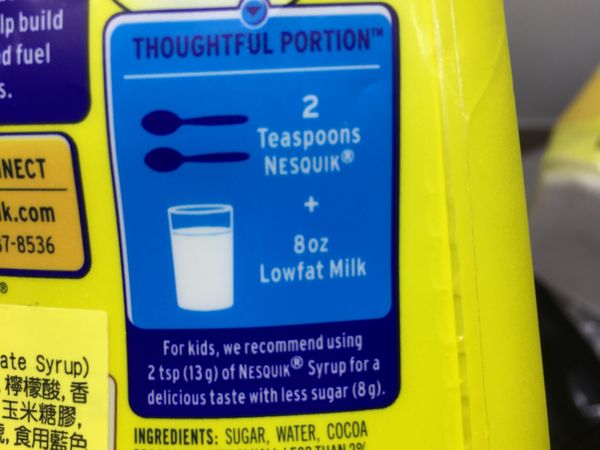 lp build
d fuel
s.
NNECT
k.com
37-8536
®
THOUGHTFUL PORTION™
2
Teaspoons
NESQUIK®
+
8oz
Lowfat Milk
For kids, we recommend using
2 tsp (13g) of NESQUIK® Syrup for a
delicious taste with less sugar (8g).
INGREDIENTS: SUGAR, WATER, COCOA
ate Syrup)
檸檬酸, 香
玉米糖膠,
食用藍色